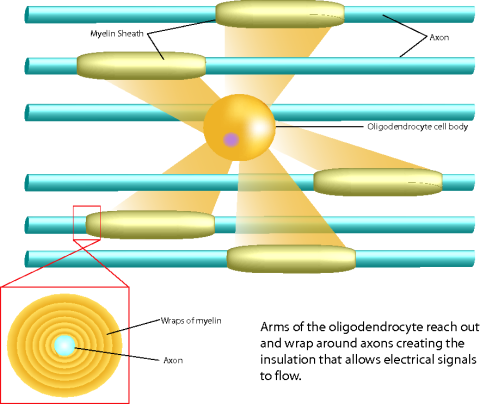 Myelin Sheath
Axon
Oligodendrocyte cell body
Wraps of myelin
Axon
Arms of the oligodendrocyte reach out
and wrap around axons creating the
insulation that allows electrical signals
to flow.